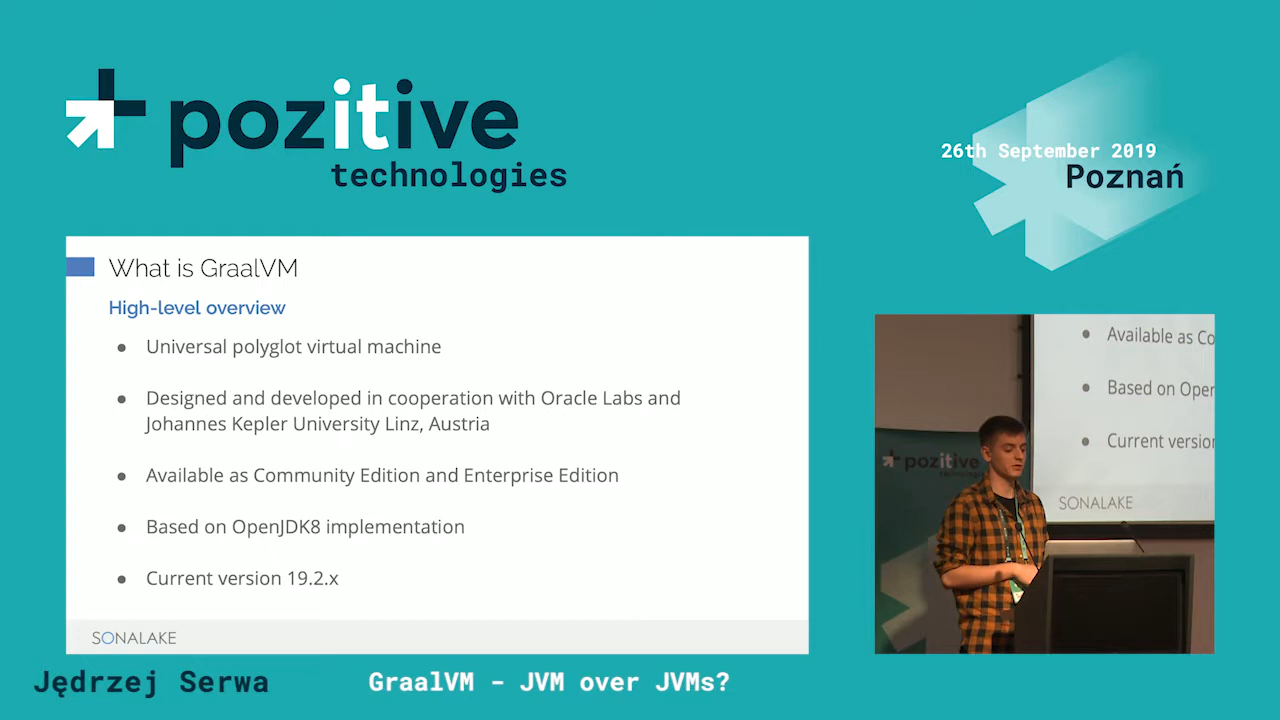 pozitive
technologies
26th September 2019
Poznań
What is GraalVM
High-level overview
● Universal polyglot virtual machine
● Designed and developed in cooperation with Oracle Labs and
Johannes Kepler University Linz, Austria
● Available as Community Edition and Enterprise Edition
● Based on OpenJDK8 implementation
● Current version 19.2.x
SONALAKE
● Available as Co
● Based on Oper
● Current version
pozitive
technologies
SONALAKE
Jędrzej Serwa
GraalVM - JVM over JVMs?